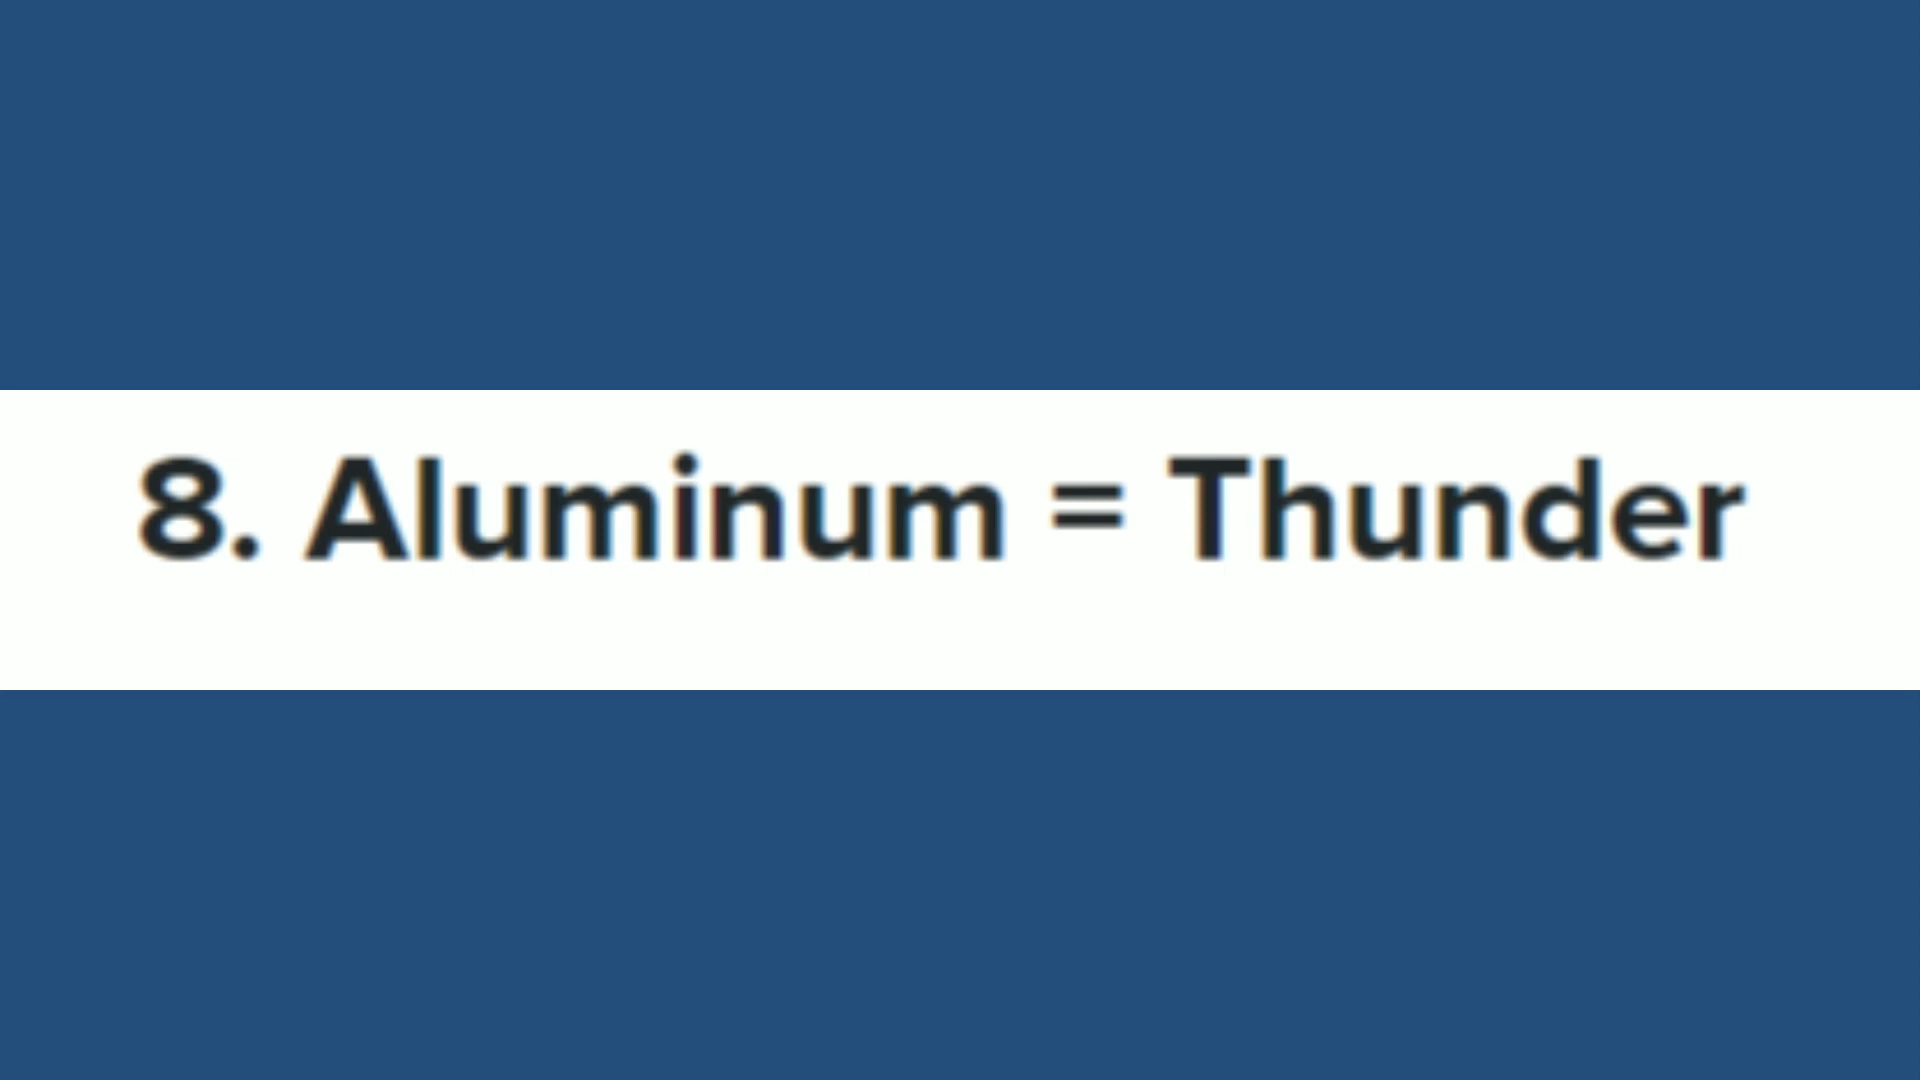 8. Aluminum = Thunder